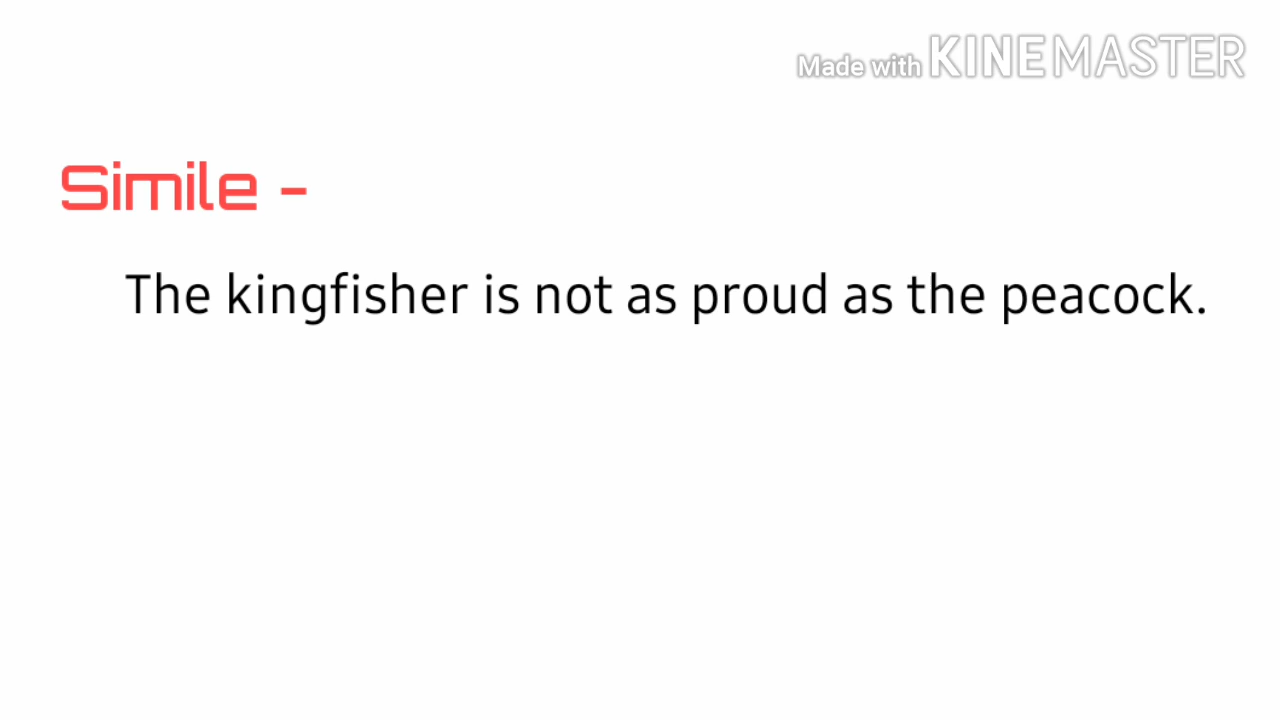 Made with KINEMASTER
Simile -
The kingfisher is not as proud as the peacock.